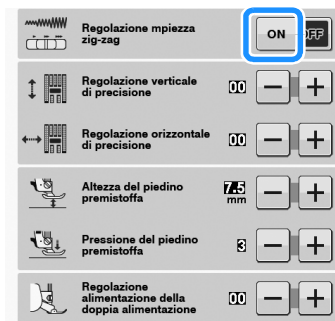 Regolazione mpiezza
zig-zag
ON
OFF
Regolazione verticale
di precisione
00
Regolazione orizzontale
di precisione
00
Altezza del piedino
premistoffa
7.5
mm
Pressione del piedino
premistoffa
3
Regolazione
alimentazione della
doppia alimentazione
00